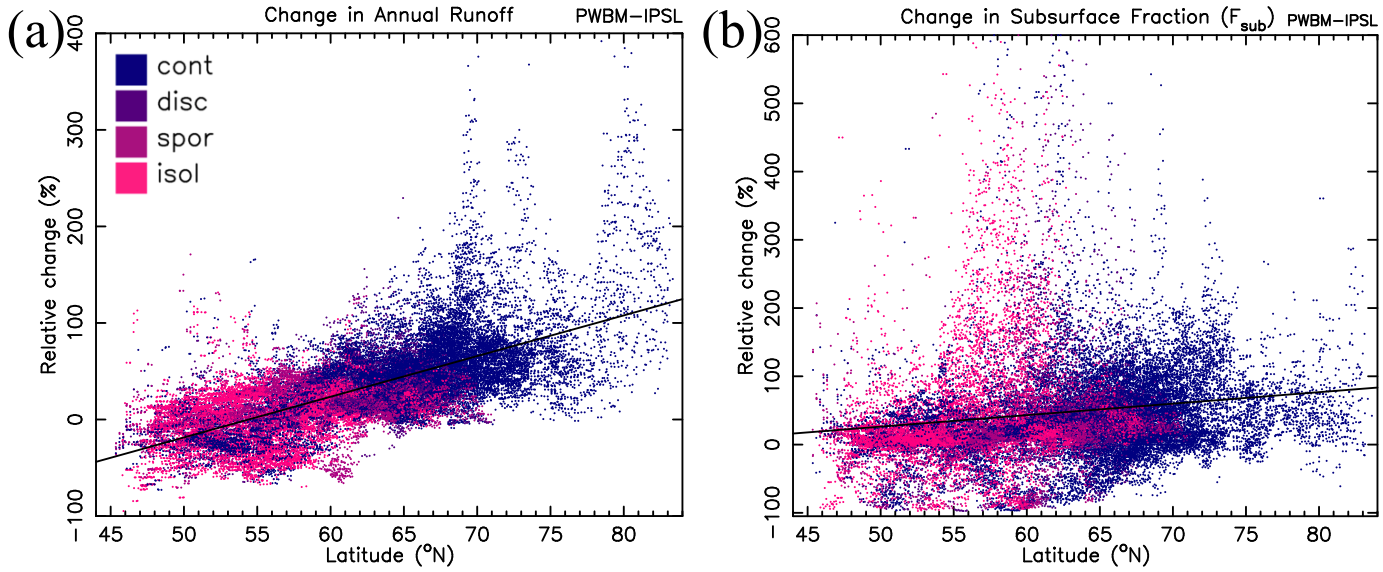 (a)
Change in Annual Runoff
PWBM-IPSL
400
300
200
100
0
-100
Relative change (%)
cont
disc
spor
isol
45 50 55 60 65 70 75 80
Latitude (°N)
(b)
Change in Subsurface Fraction (Fsub)
PWBM-IPSL
600
500
400
300
200
100
0
-100
Relative change (%)
45 50 55 60 65 70 75 80
Latitude (°N)